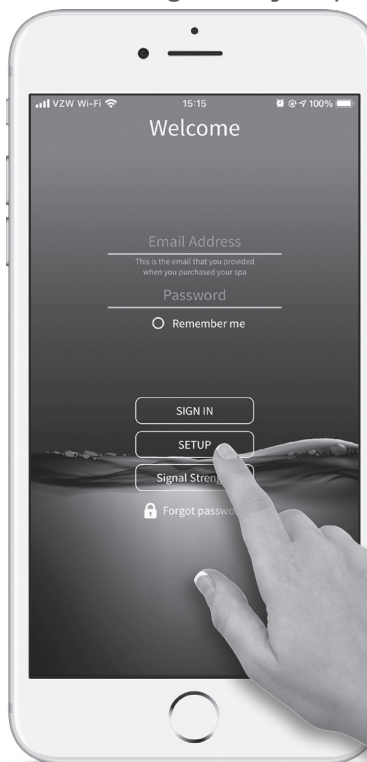 VZW Wi-Fi 15:15 100%
Welcome
Email Address
This is the email that you provided
when you purchased your spa
Password
Remember me
SIGN IN
SETUP
Signal
Forgot